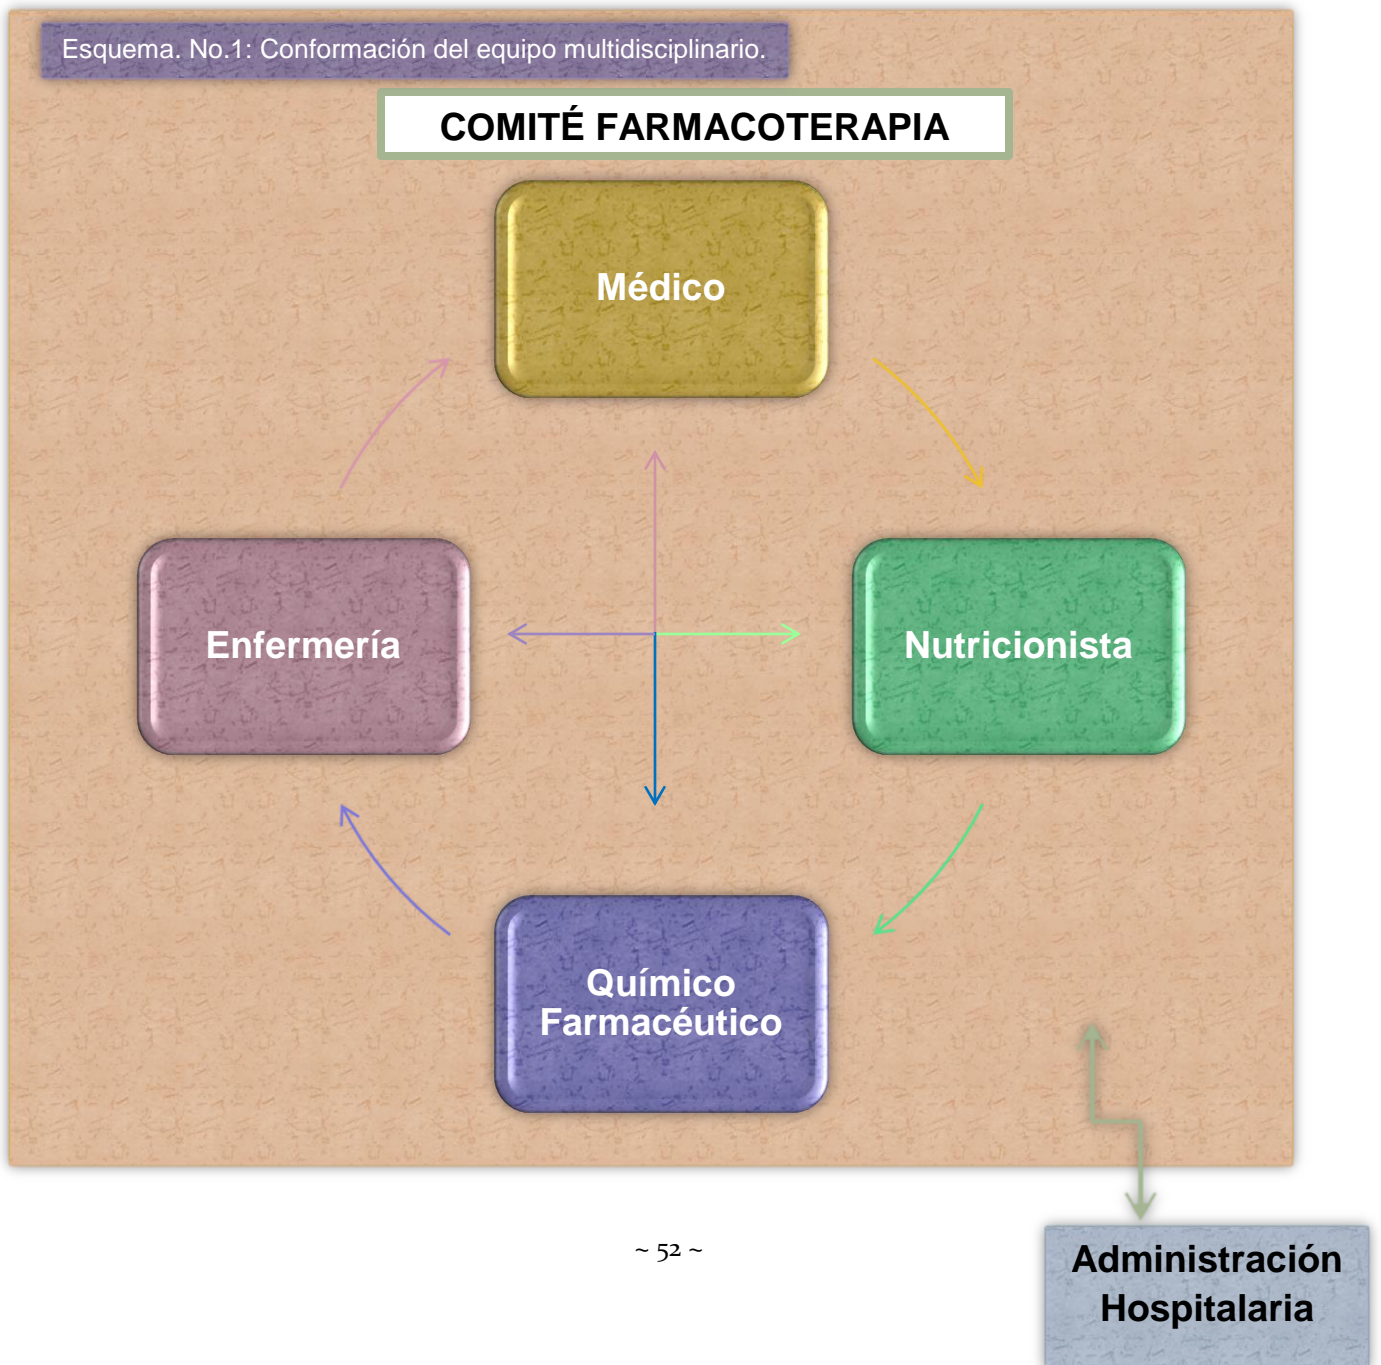 Esquema. No.1: Conformación del equipo multidisciplinario.
COMITÉ FARMACOTERAPIA
Médico
Enfermería
Nutricionista
Químico
Farmacéutico
~ 52 ~
Administración
Hospitalaria